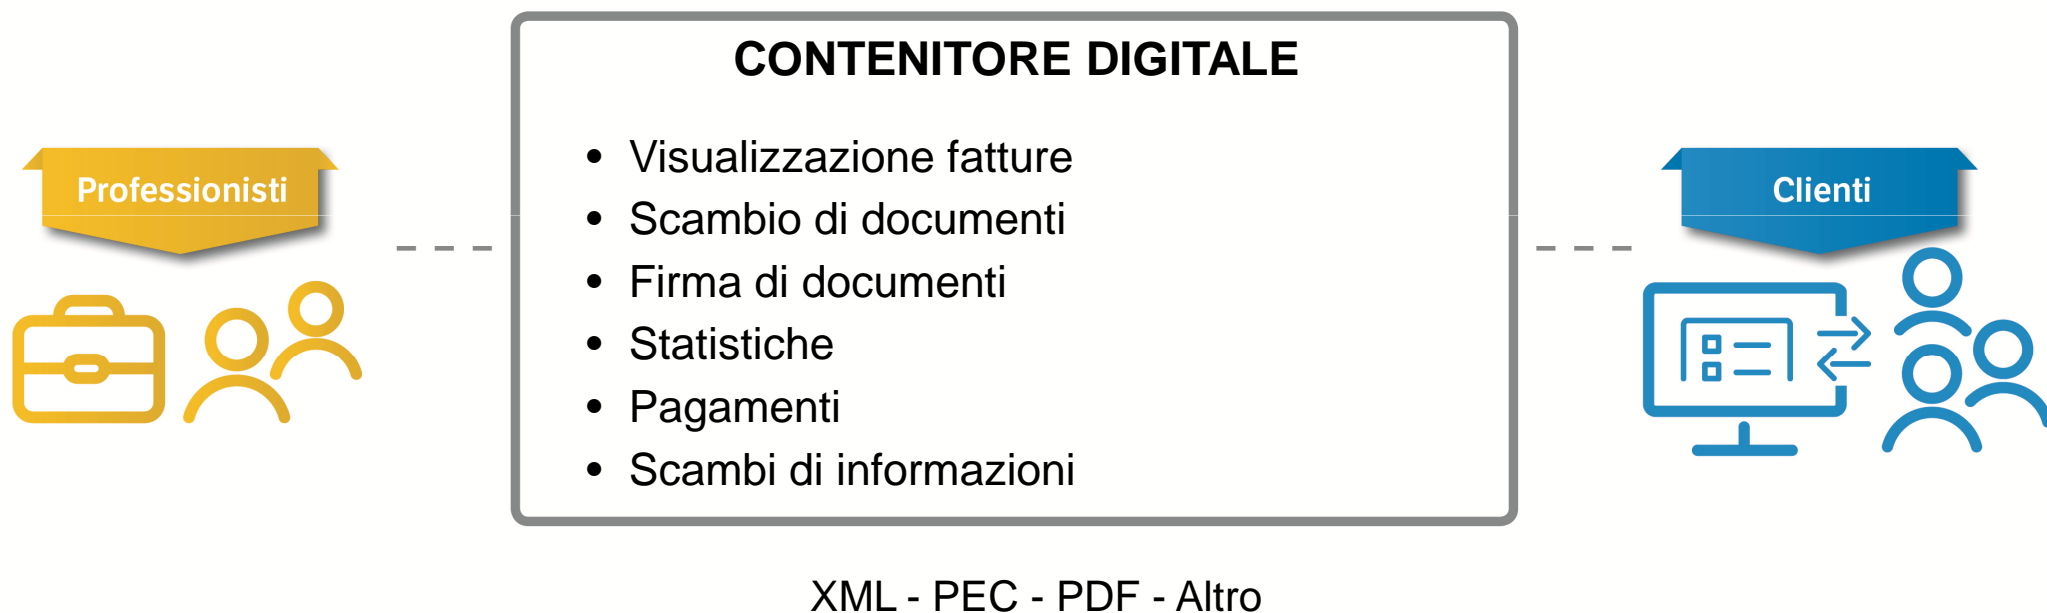 CONTENITORE DIGITALE
Professionisti
• Visualizzazione fatture
• Scambio di documenti
• Firma di documenti
• Statistiche
• Pagamenti
• Scambi di informazioni
Clienti
XML - PEC - PDF - Altro